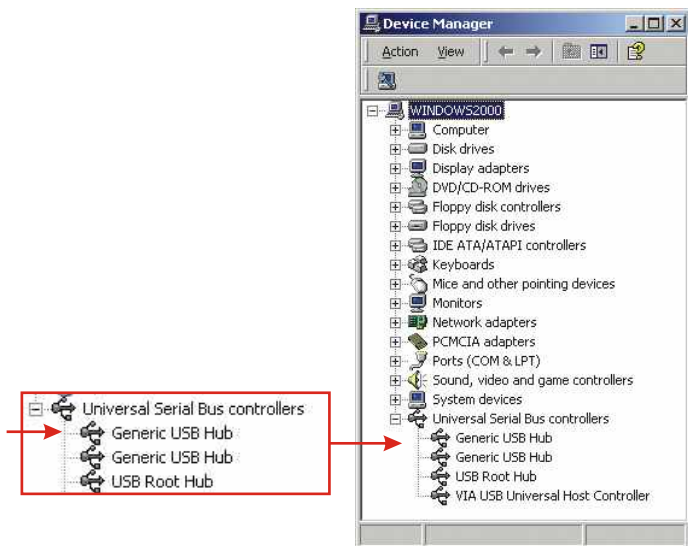 Device Manager
Action View
WINDOWS2000
Computer
Disk drives
Display adapters
DVD/CD-ROM drives
Floppy disk controllers
Floppy disk drives
IDE ATA/ATAPI controllers
Keyboards
Mice and other pointing devices
Monitors
Network adapters
PCMCIA adapters
Ports (COM & LPT)
Sound, video and game controllers
System devices
Universal Serial Bus controllers
Generic USB Hub
Generic USB Hub
USB Root Hub
VIA USB Universal Host Controller
Universal Serial Bus controllers
Generic USB Hub
Generic USB Hub
USB Root Hub